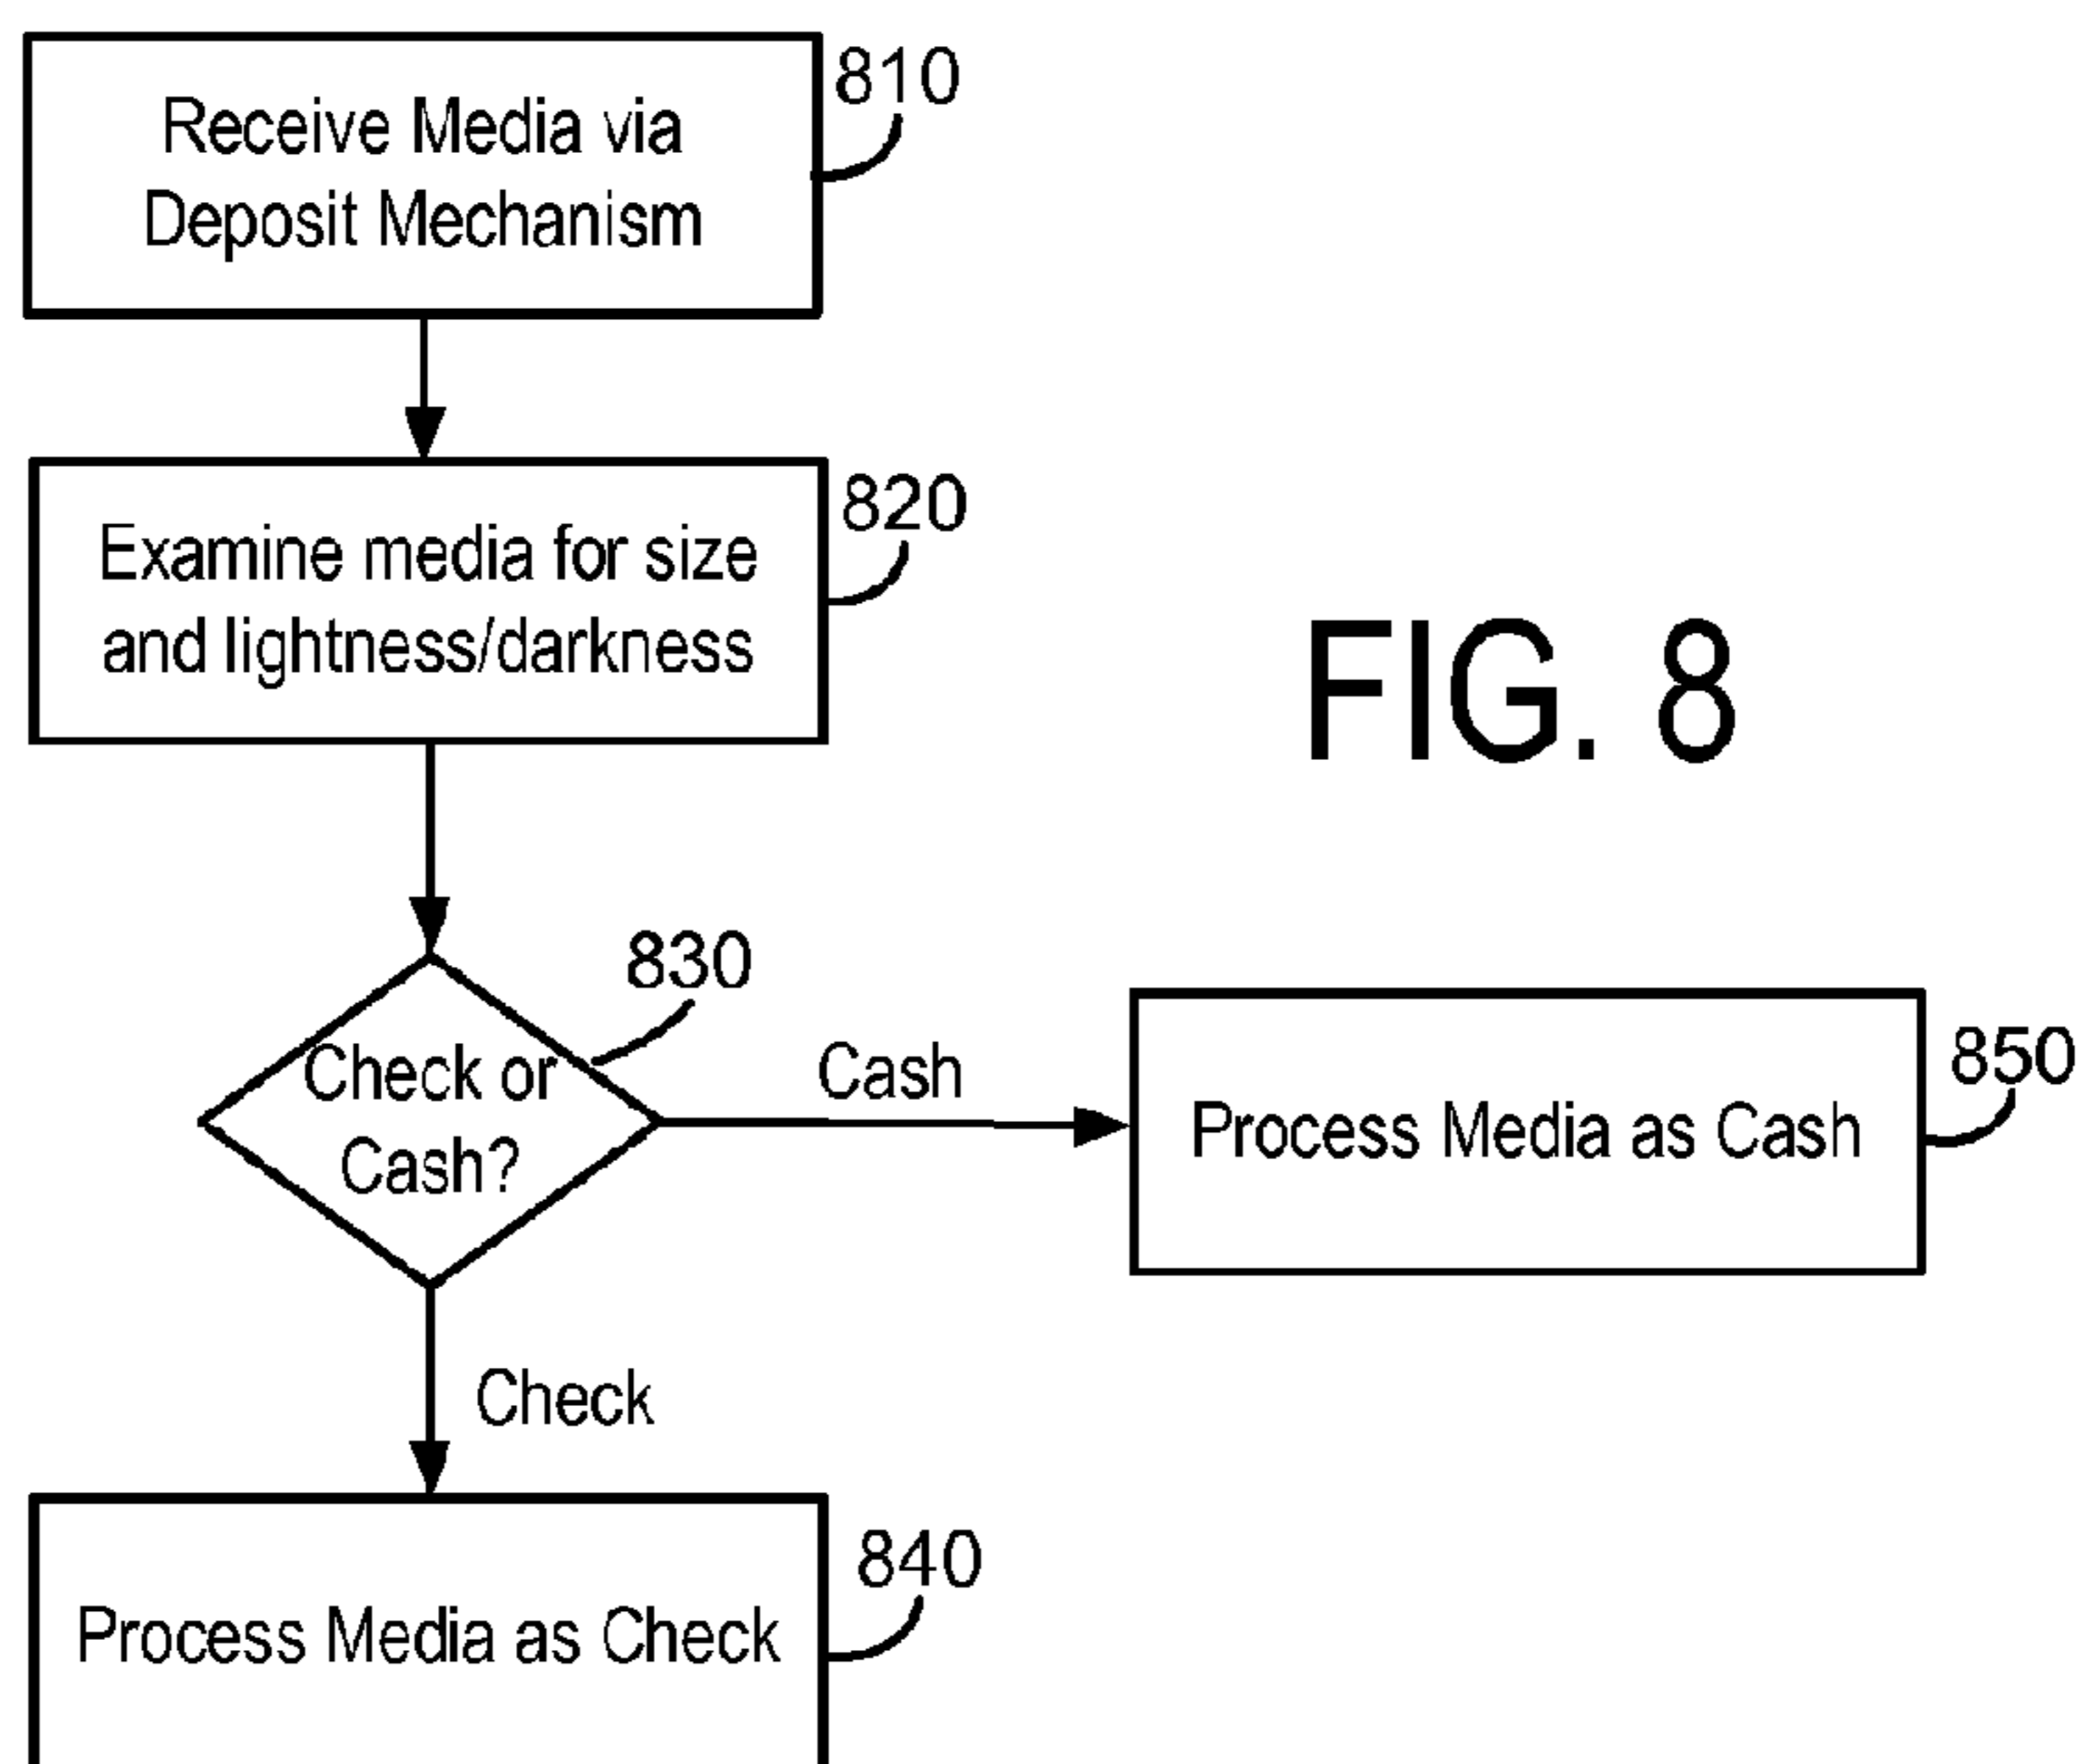 810
Receive Media via
Deposit Mechanism
820
Examine media for size
and lightness/darkness
FIG. 8
830
Check or
Cash?
Cash
850
Process Media as Cash
Check
840
Process Media as Check